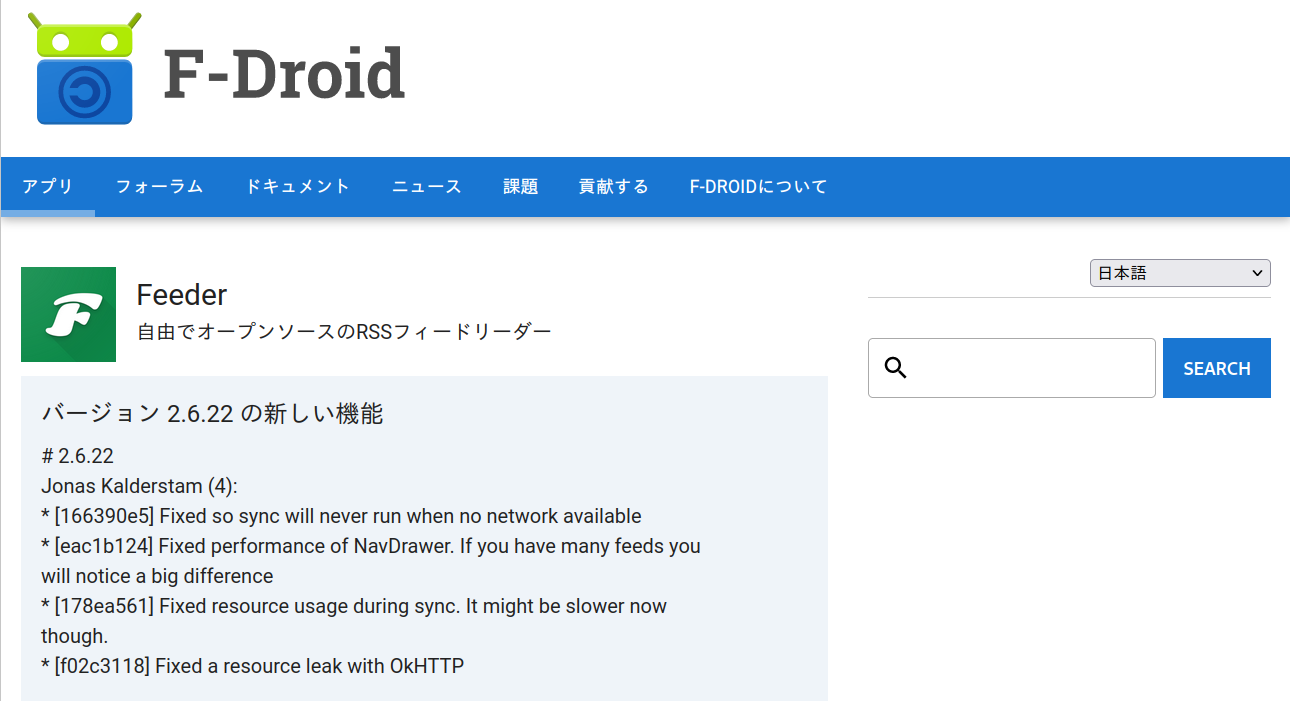 F-Droid
アプリ フォーラム ドキュメント ニュース 課題 貢献する F-DROIDについて
日本語
Feeder
自由でオープンソースのRSSフィードリーダー
SEARCH
バージョン 2.6.22 の新しい機能
# 2.6.22
Jonas Kalderstam (4):
* [166390e5] Fixed so sync will never run when no network available
* [eac1b124] Fixed performance of NavDrawer. If you have many feeds you
will notice a big difference
* [178ea561] Fixed resource usage during sync. It might be slower now
though.
* [f02c3118] Fixed a resource leak with OkHTTP